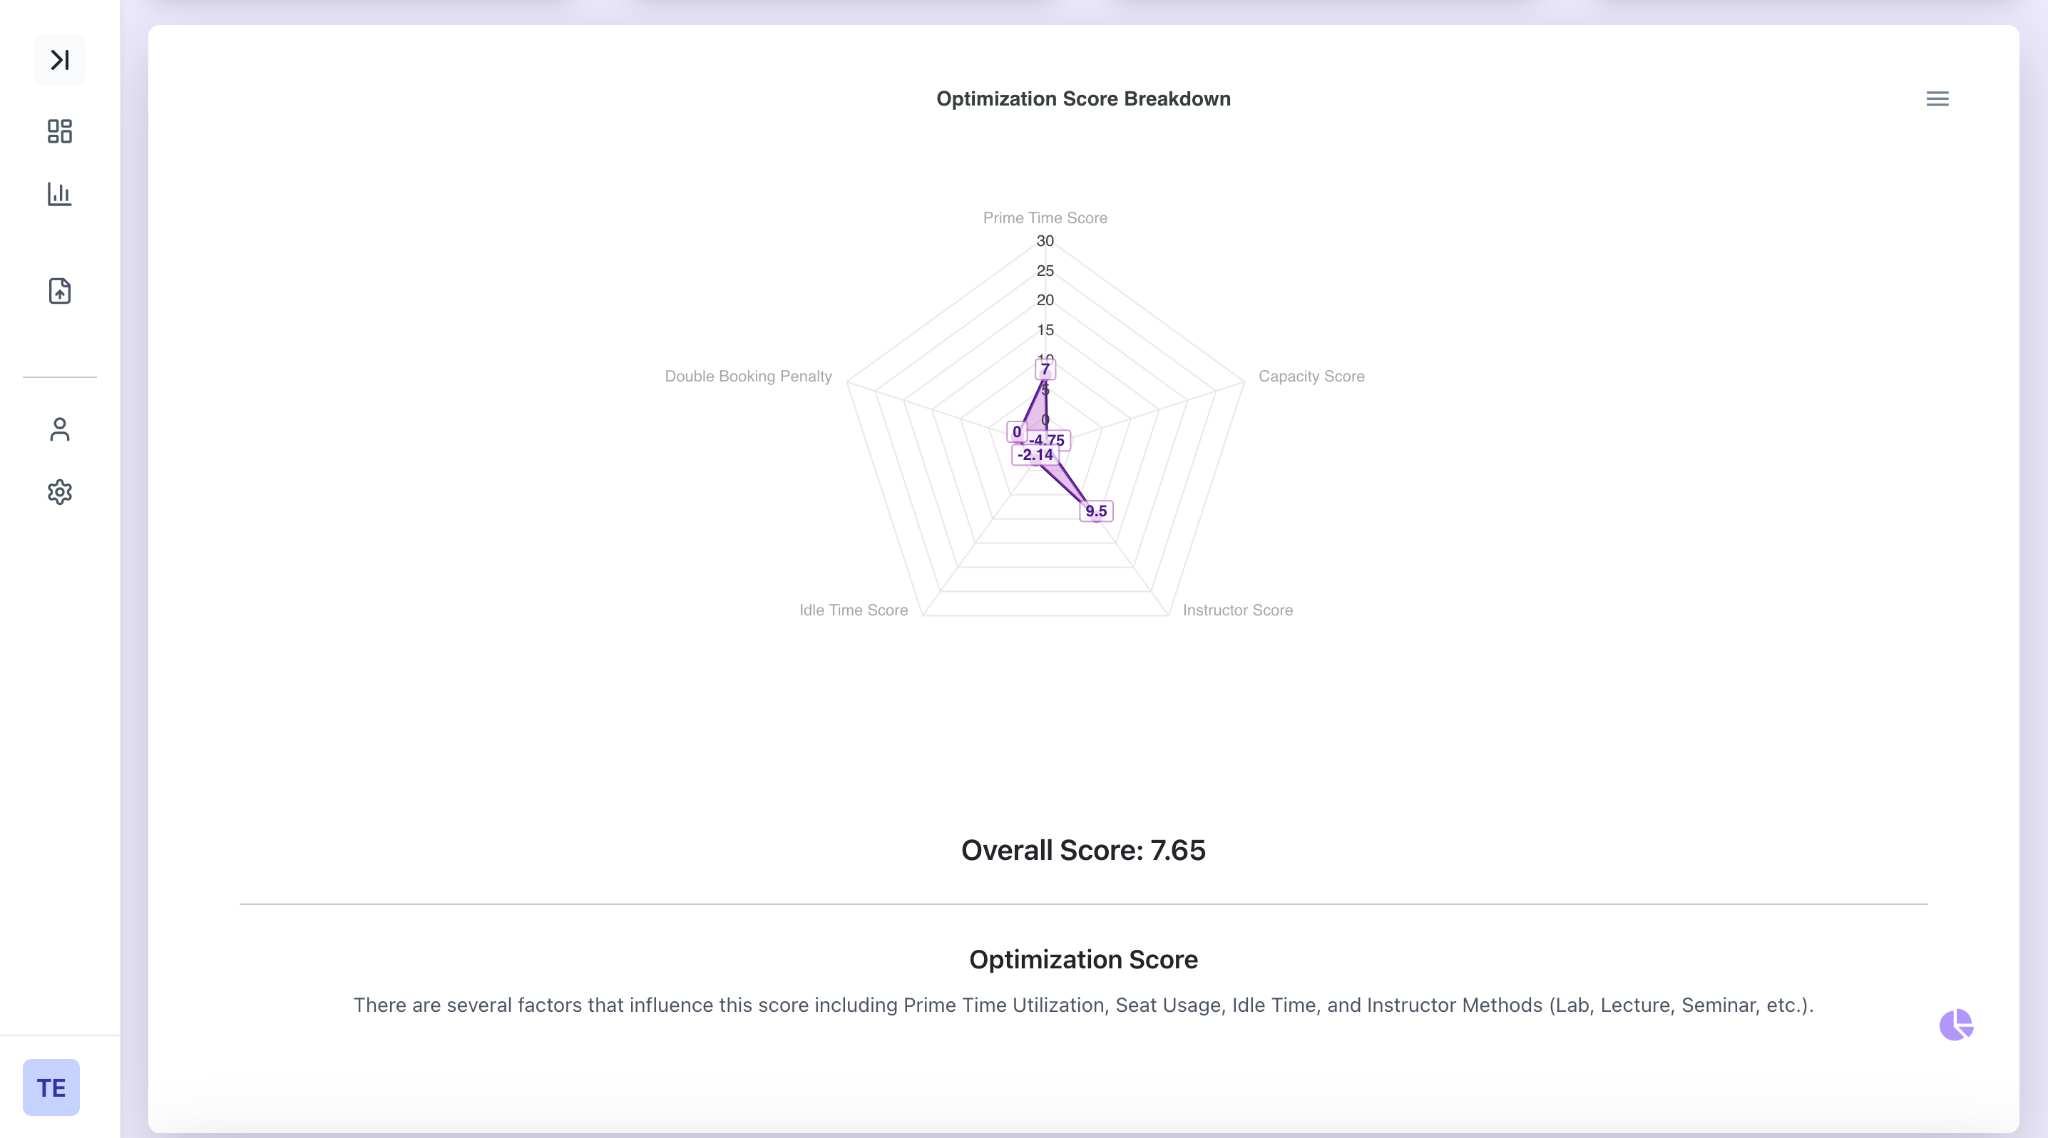 Optimization Score Breakdown
Prime Time Score
30
25
20
15
10
7
5
0
Double Booking Penalty
Capacity Score
0
-4.75
-2.14
9.5
Idle Time Score
Instructor Score
Overall Score: 7.65
Optimization Score
There are several factors that influence this score including Prime Time Utilization, Seat Usage, Idle Time, and Instructor Methods (Lab, Lecture, Seminar, etc.).
TE